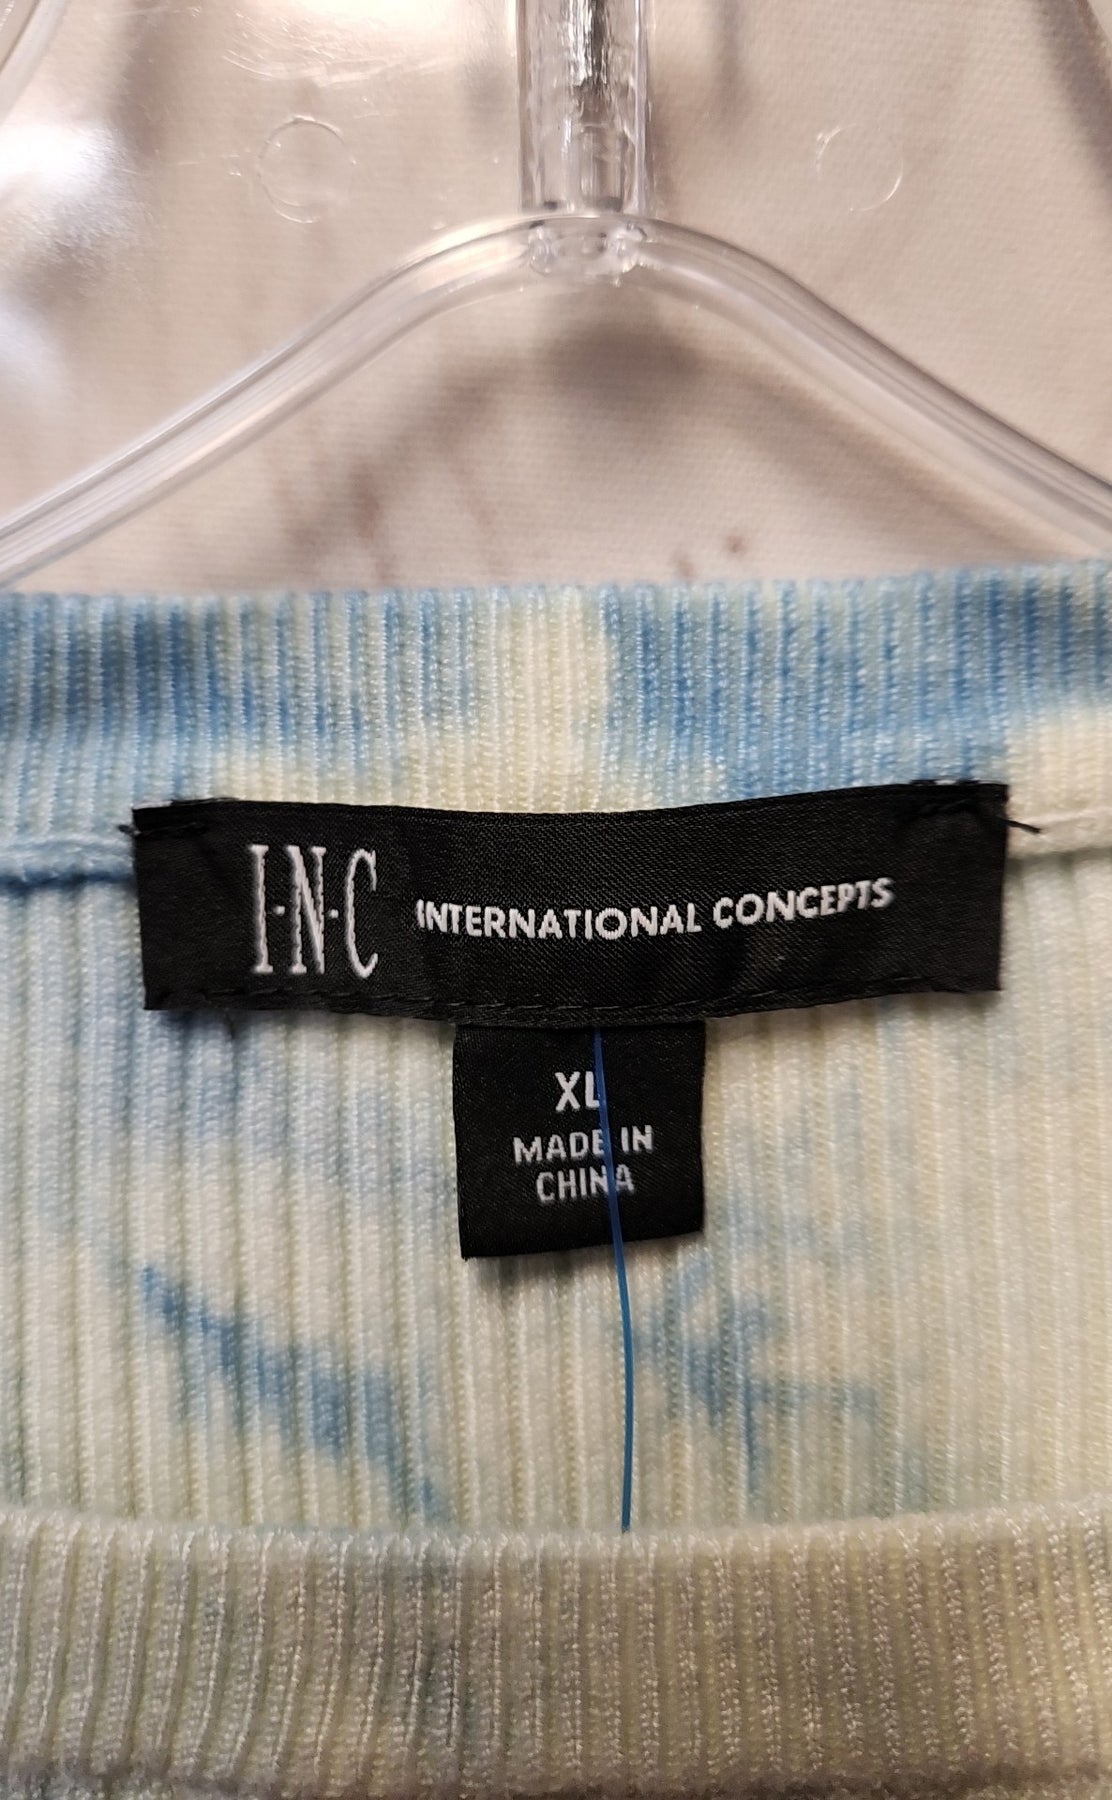 I·N·C INTERNATIONAL CONCEPTS
XL
MADE IN
CHINA